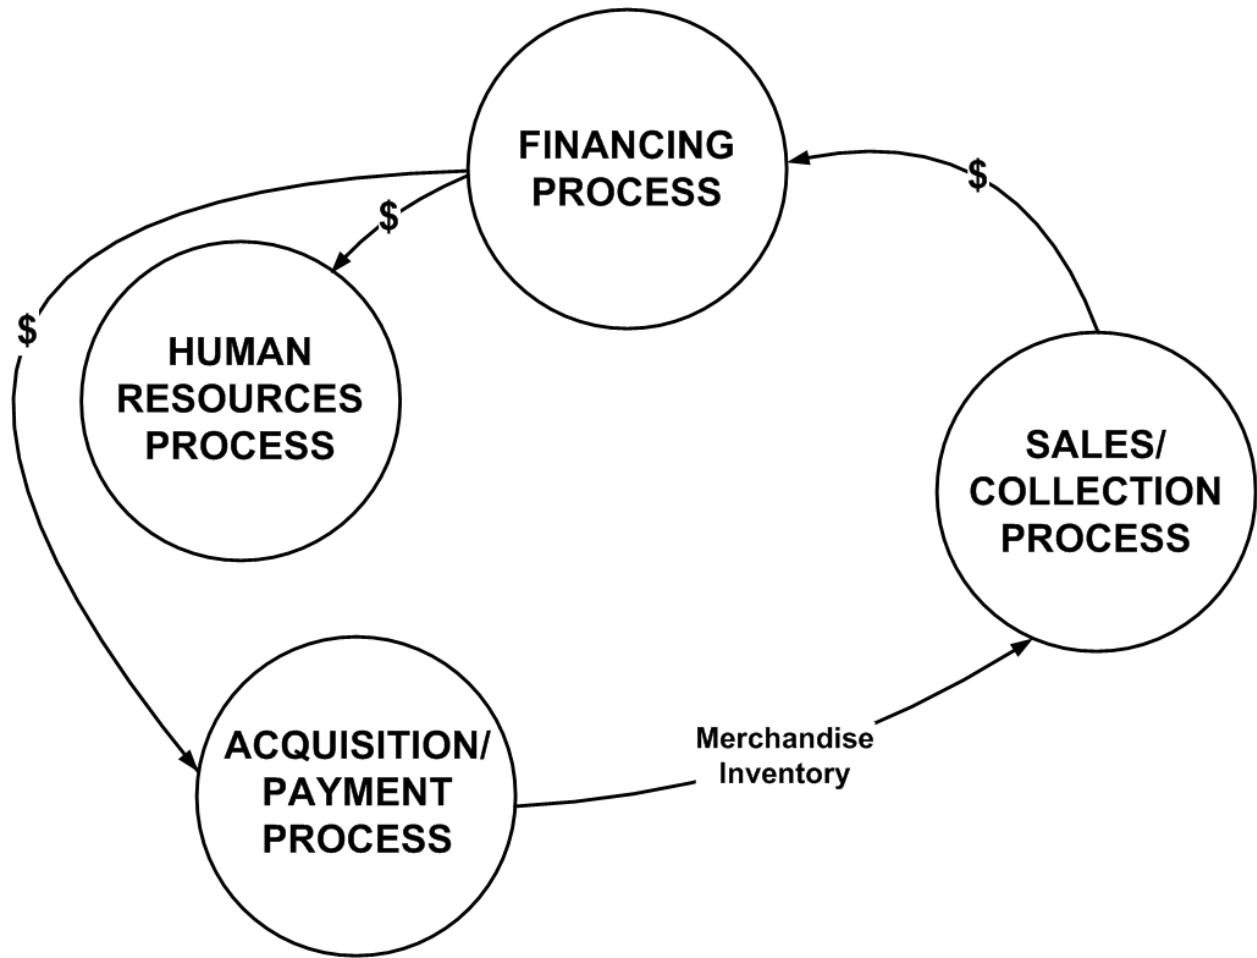 FINANCING
PROCESS
$
$
$
HUMAN
RESOURCES
PROCESS
SALES/
COLLECTION
PROCESS
ACQUISITION/
PAYMENT
PROCESS
Merchandise
Inventory